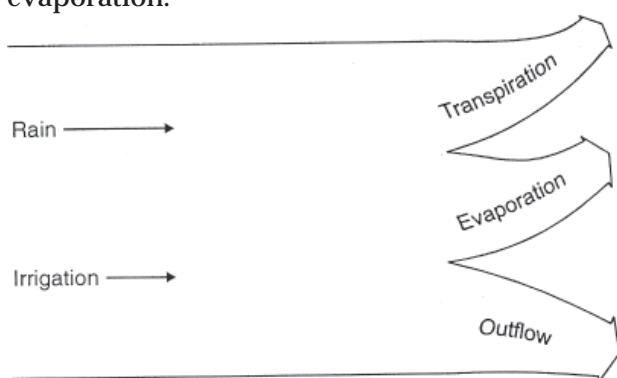 evaporation.
Transpiration
Rain
Evaporation
Irrigation
Outflow